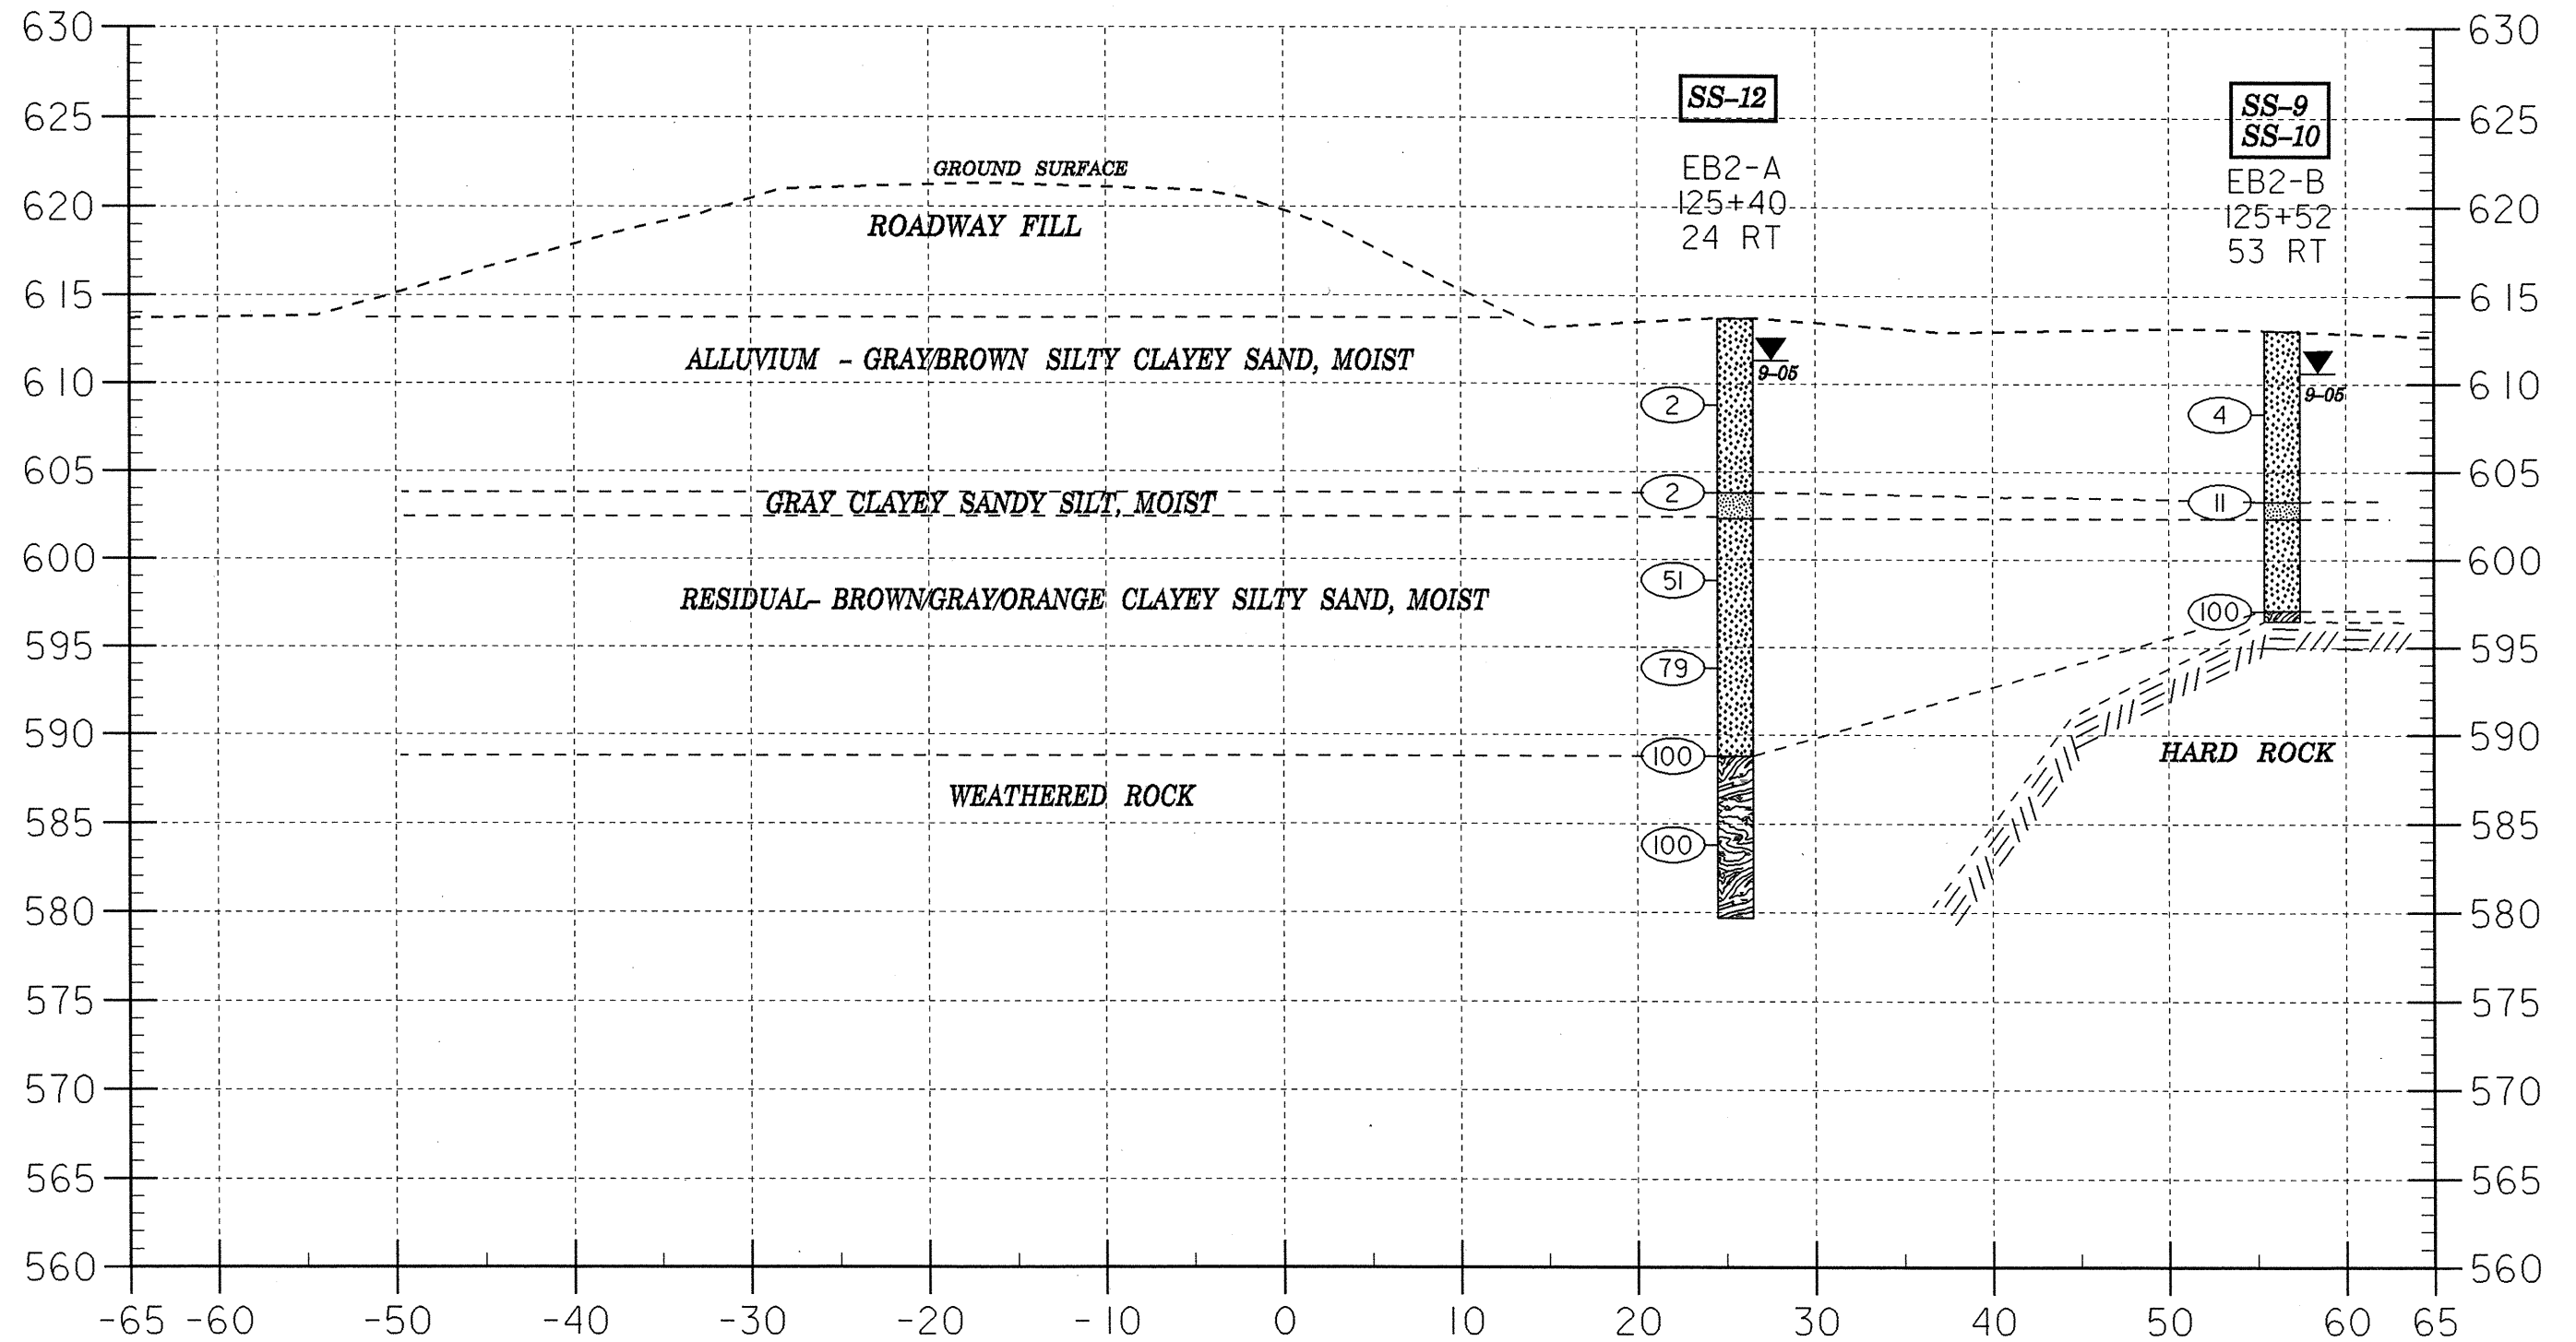 630
625
620
615
610
605
600
595
590
585
580
575
570
565
560
GROUND SURFACE
ROADWAY FILL
ALLUVIUM - GRAY/BROWN SILTY CLAYEY SAND, MOIST
GRAY CLAYEY SANDY SILT, MOIST
RESIDUAL- BROWN/GRAY/ORANGE CLAYEY SILTY SAND, MOIST
WEATHERED ROCK
SS-12
EB2-A
125+40
24 RT
9-05
2
2
51
79
100
100
SS-9
SS-10
EB2-B
125+52
53 RT
9-05
4
11
100
HARD ROCK
630
625
620
615
610
605
600
595
590
585
580
575
570
565
560
-65 -60 -50 -40 -30 -20 -10 0 10 20 30 40 50 60 65